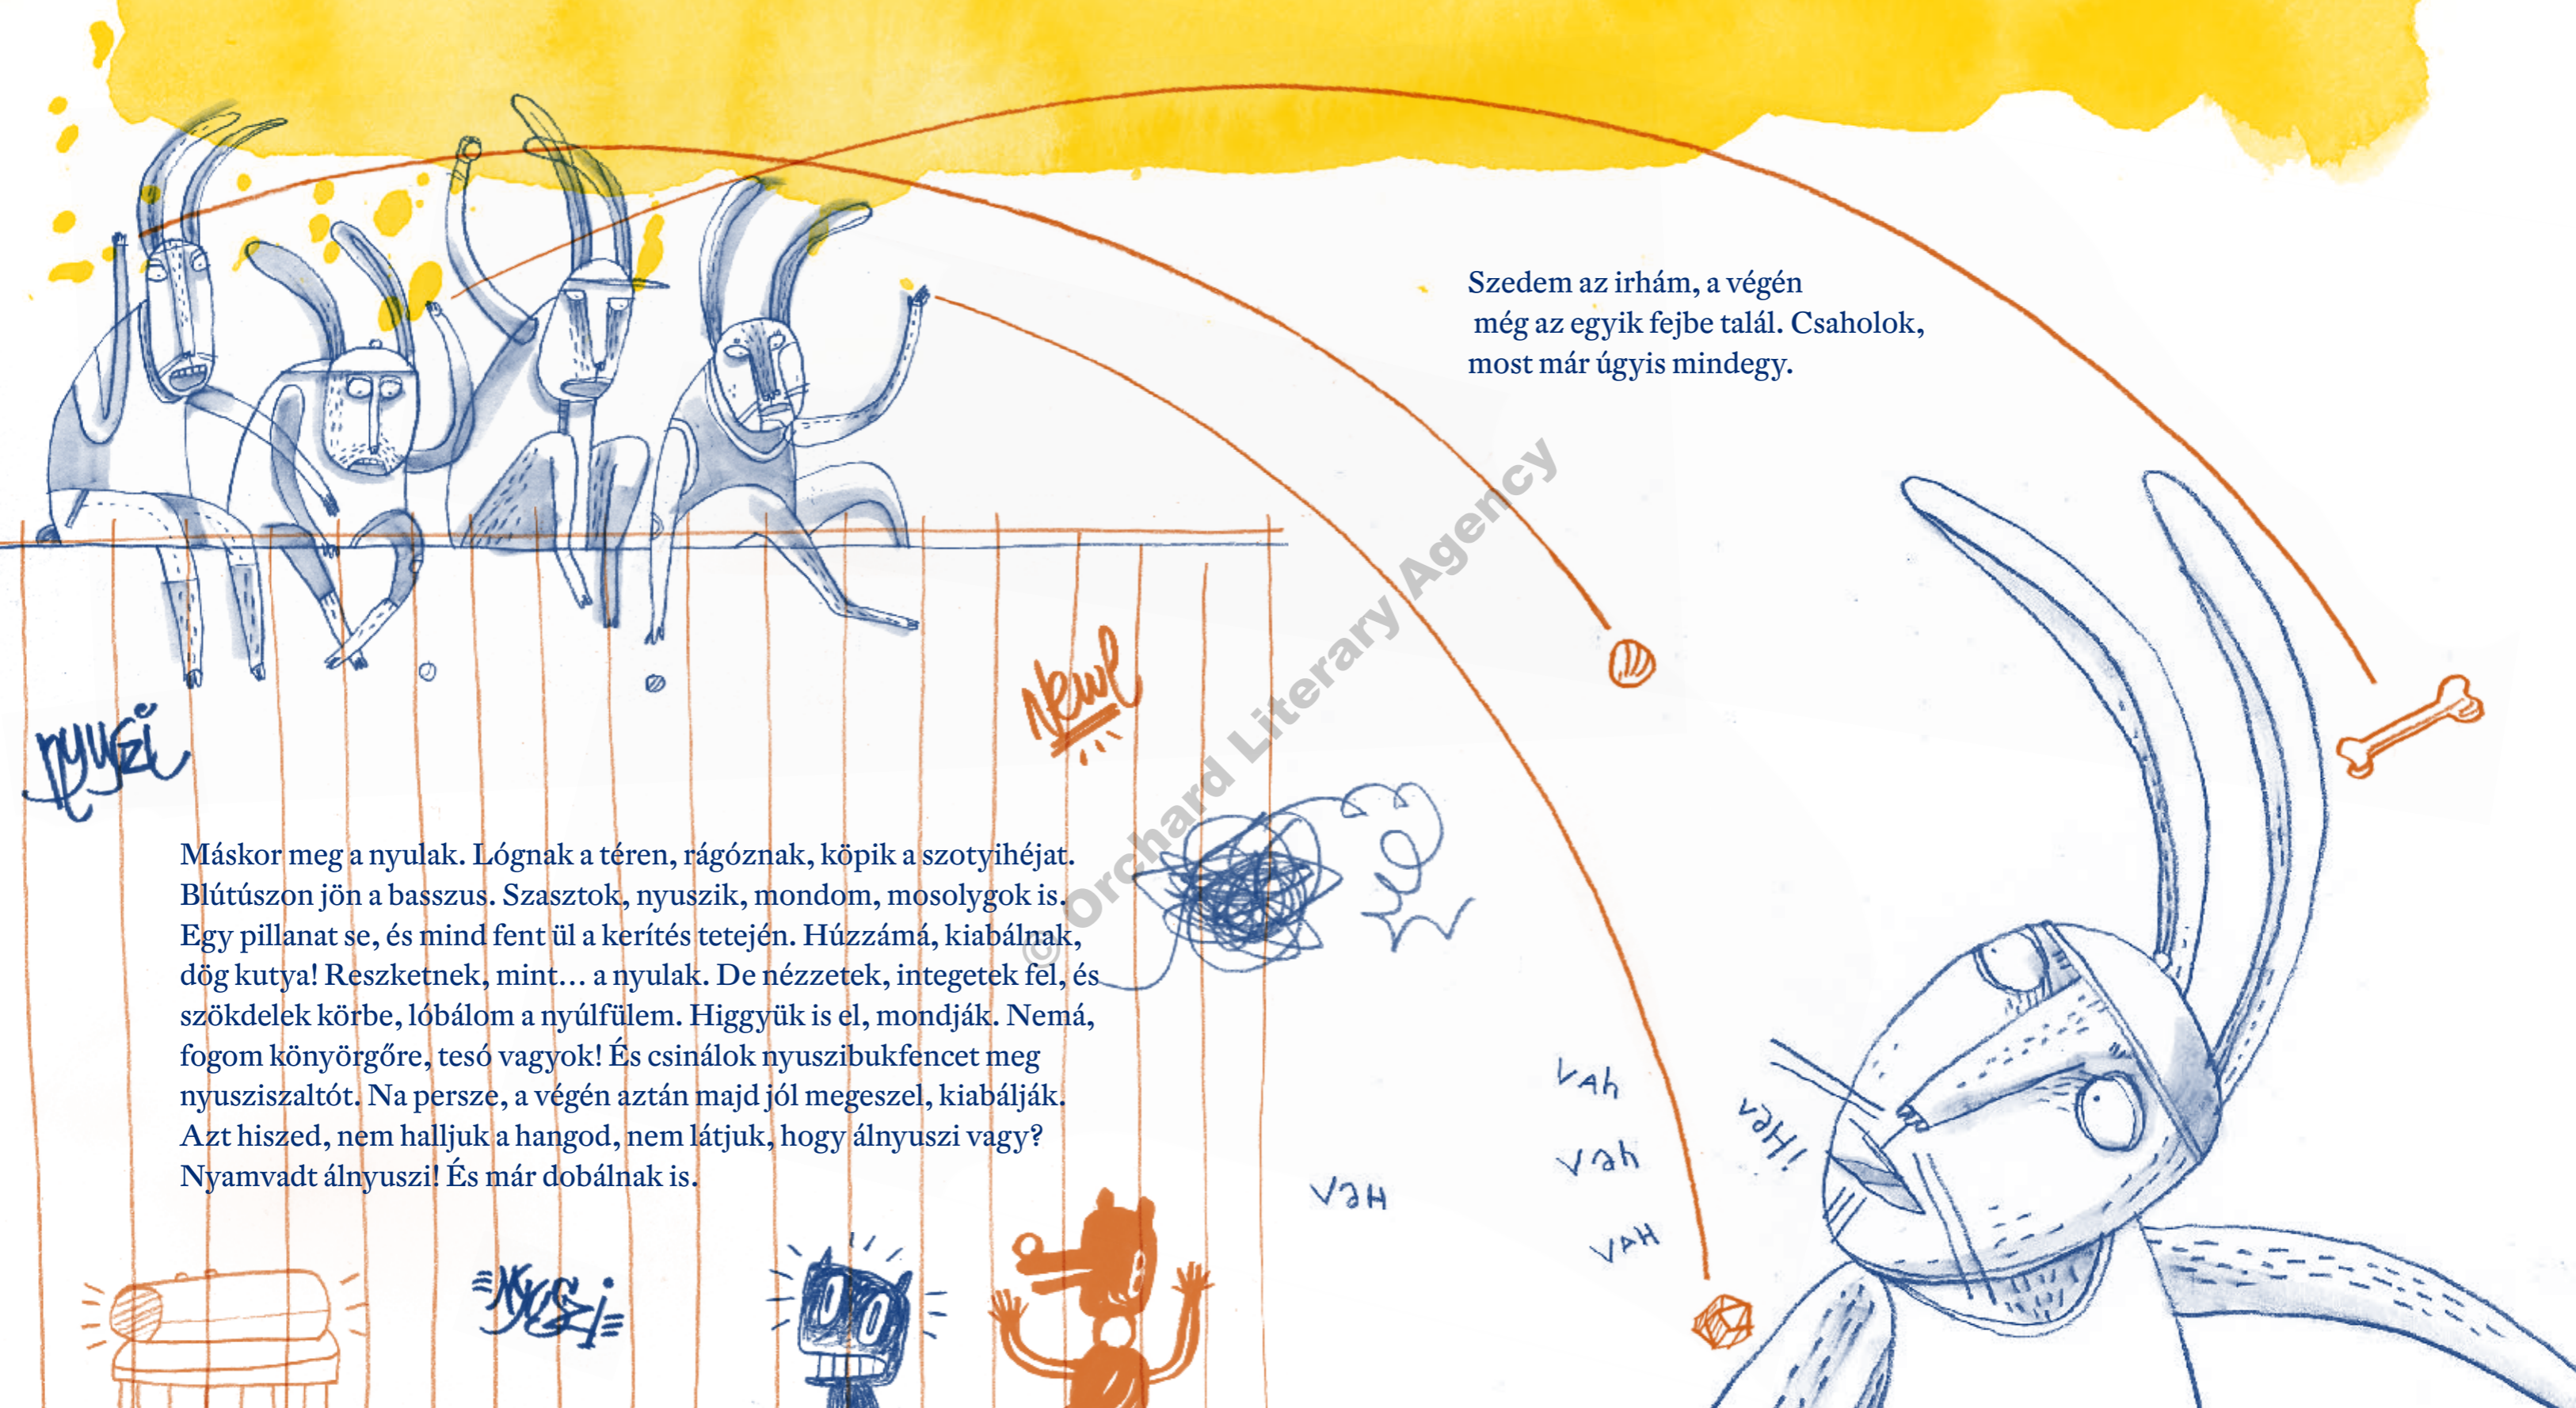 Szedem az irhám, a végén
még az egyik fejbe talál. Csaholok,
most már úgyis mindegy.
nyuszi
Máskor meg a nyulak. Lógnak a téren, rágóznak, köpik a szotyihéjat.
Blútúszon jön a basszus. Szasztok, nyuszik, mondom, mosolygok is.
Egy pillanat se, és mind fent ül a kerítés tetején. Húzzámá, kiabálnak,
dög kutya! Reszketnek, mint… a nyulak. De nézzetek, integetek fel, és
szökdelek körbe, lóbálom a nyúlfülem. Higgyük is el, mondják. Nemá,
fogom könyörgőre, tesó vagyok! És csinálok nyuszibukfencet meg
nyusziszaltót. Na persze, a végén aztán majd jól megeszel, kiabálják.
Azt hiszed, nem halljuk a hangod, nem látjuk, hogy álnyuszi vagy?
Nyamvadt álnyuszi! És már dobálnak is.
© Orchard Literary Agency
VAh
Vah
VAH
VaH
VaH!